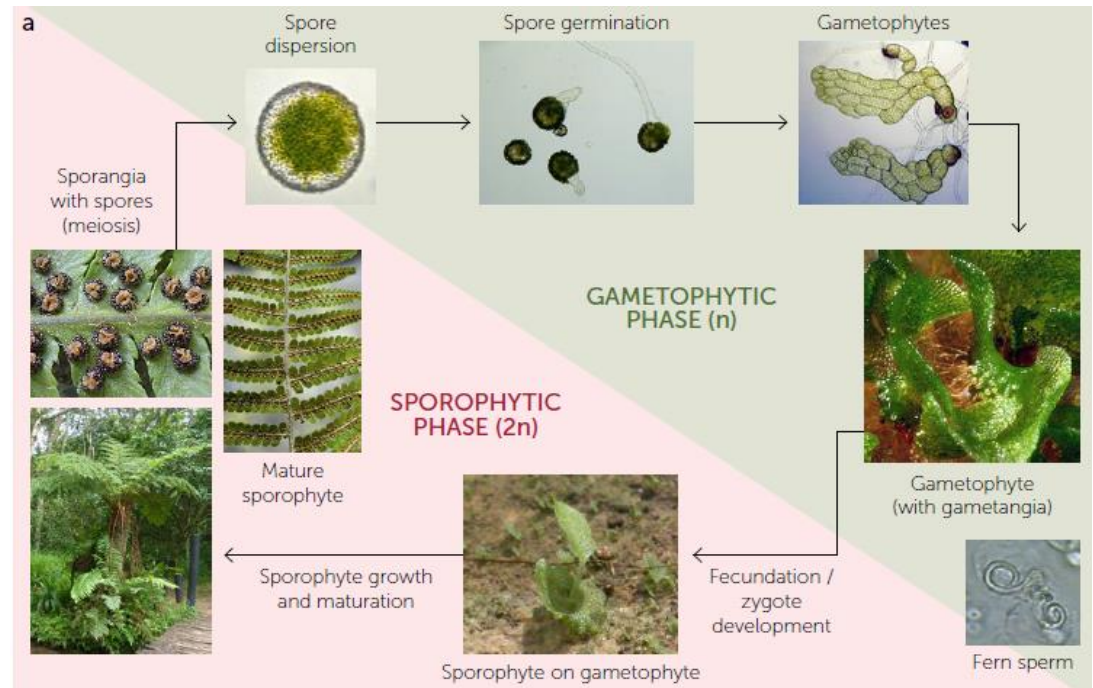 a
Spore
dispersion
Spore germination
Gametophytes
Sporangia
with spores
(meiosis)
GAMETOPHYTIC
PHASE (n)
SPOROPHYTIC
PHASE (2n)
Mature
sporophyte
Gametophyte
(with gametangia)
Sporophyte growth
and maturation
Fecundation /
zygote
development
Sporophyte on gametophyte
Fern sperm